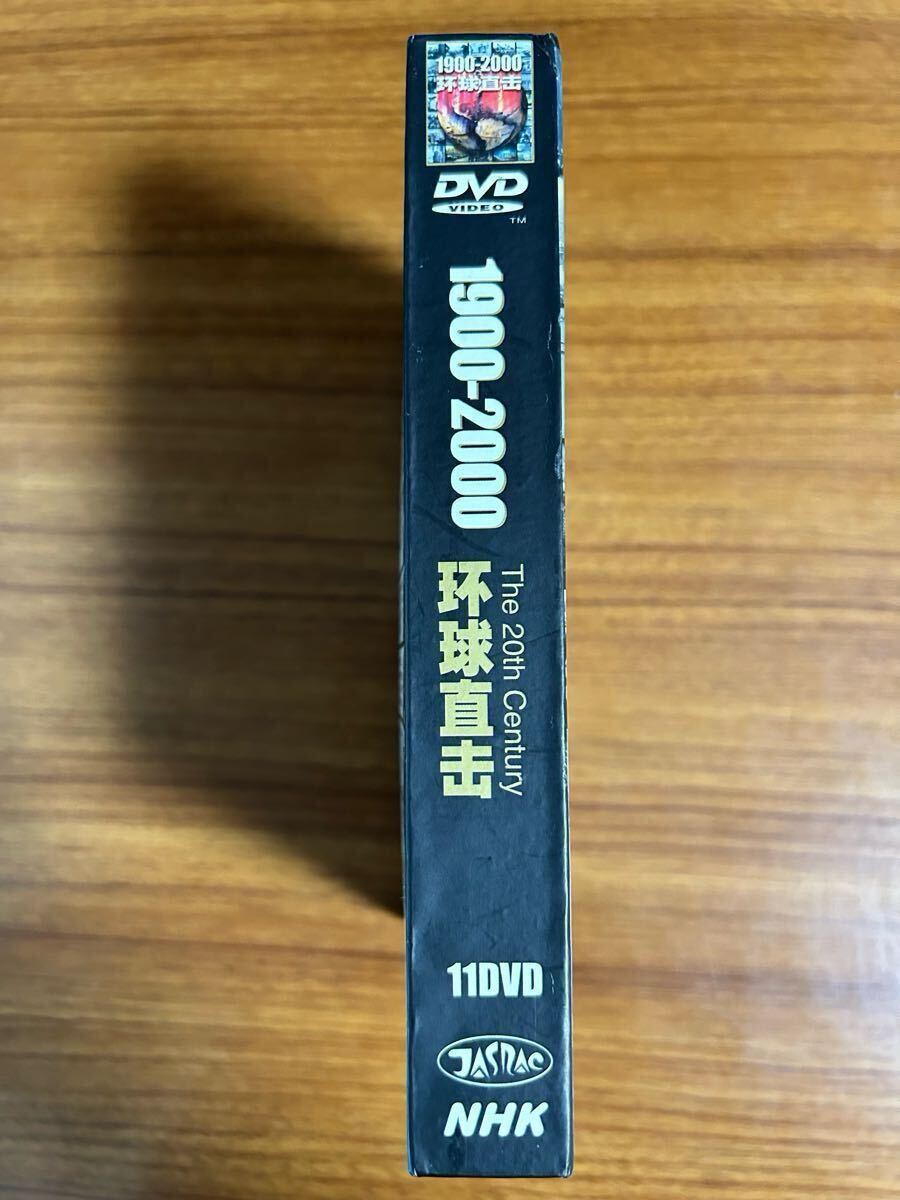 1900-2000
环球直击
DVD
VIDEO
TM
1900-2000
The 20th Century
环球直击
11DVD
JASRAC
NHK